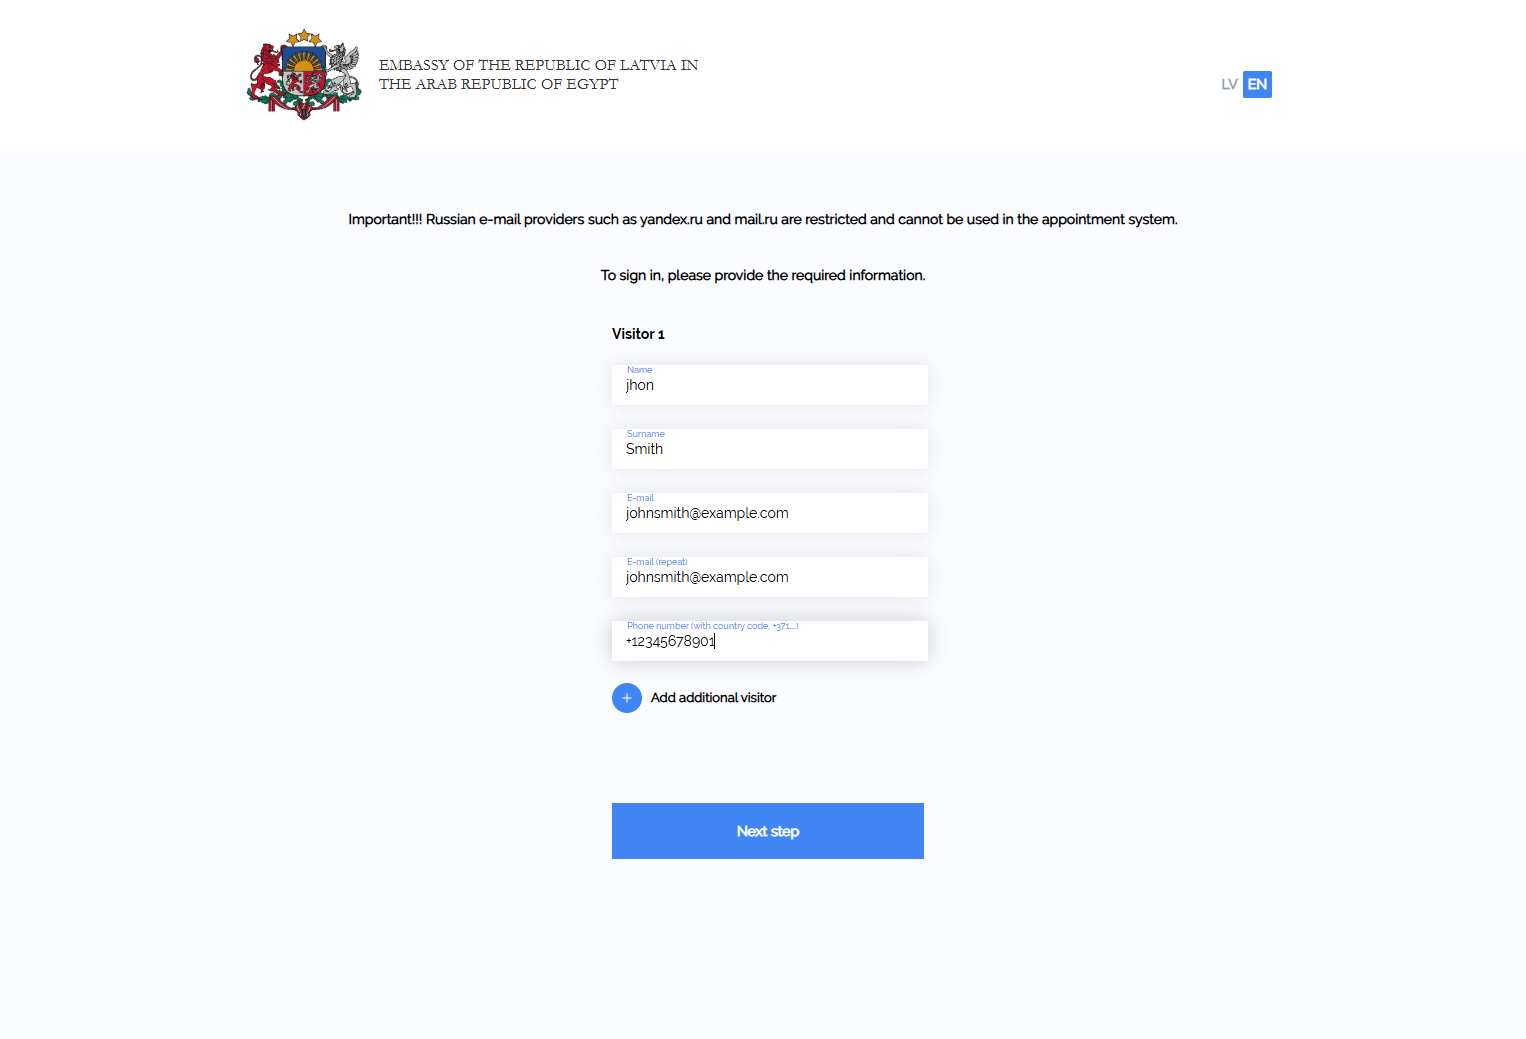 EMBASSY OF THE REPUBLIC OF LATVIA IN
THE ARAB REPUBLIC OF EGYPT
LV EN
Important!!! Russian e-mail providers such as yandex.ru and mail.ru are restricted and cannot be used in the appointment system.
To sign in, please provide the required information.
Visitor 1
Name
jhon
Surname
Smith
E-mail
johnsmith@example.com
E-mail (repeat)
johnsmith@example.com
Phone number (with country code, +371....)
+12345678901
+ Add additional visitor
Next step